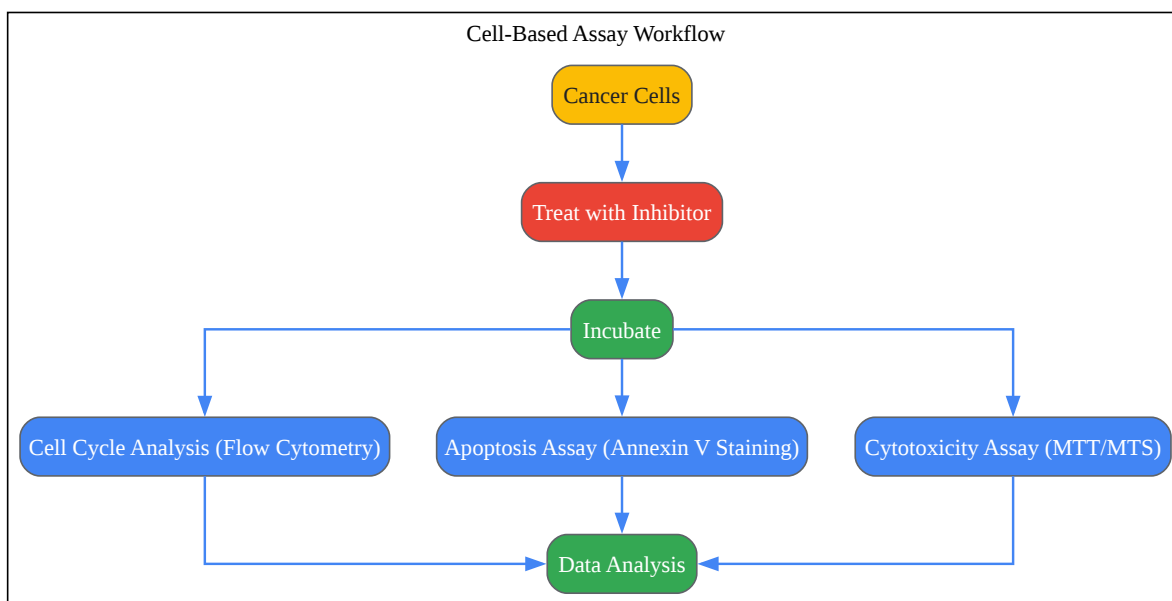 Cell-Based Assay Workflow
Cancer Cells
Treat with Inhibitor
Incubate
Cell Cycle Analysis (Flow Cytometry)
Apoptosis Assay (Annexin V Staining)
Cytotoxicity Assay (MTT/MTS)
Data Analysis